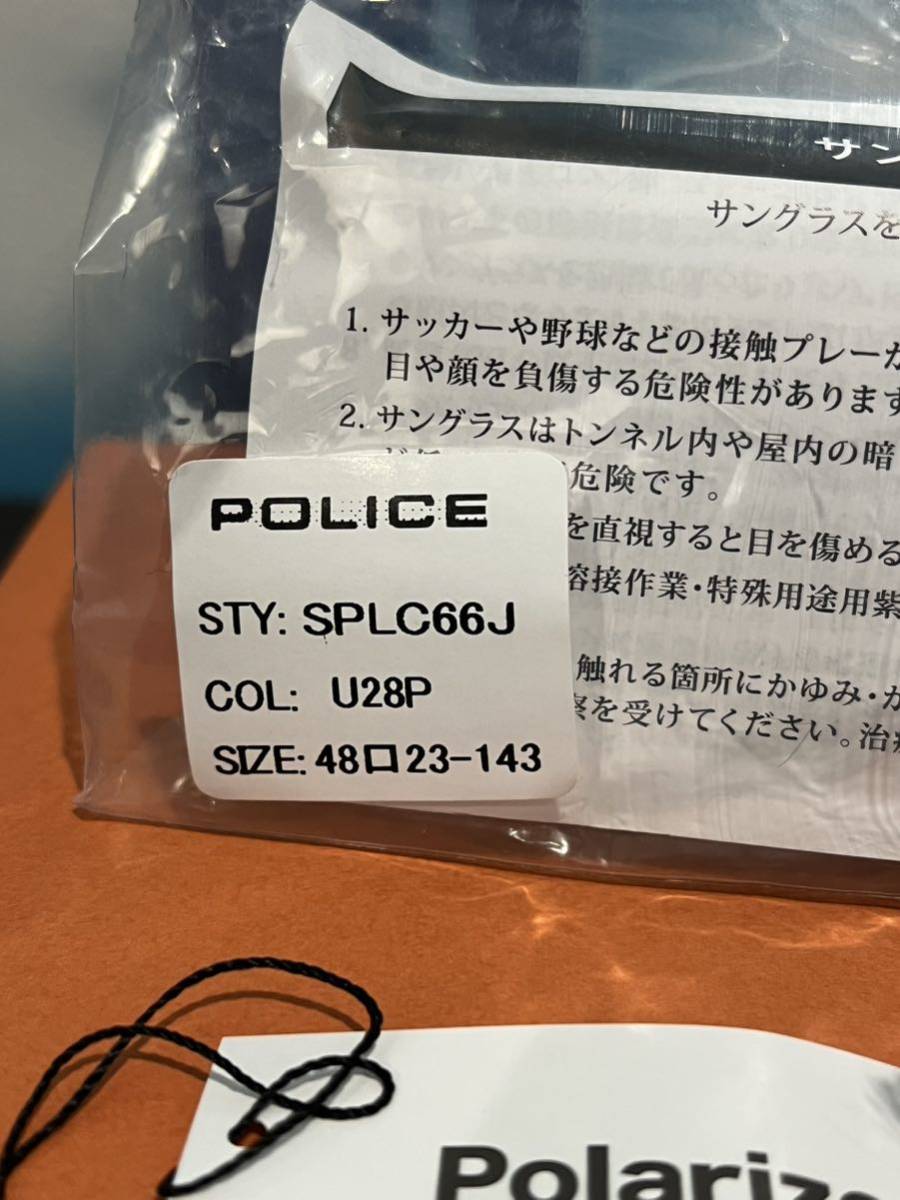 サン
サングラスを
1. サッカーや野球などの接触プレーが
目や顔を負傷する危険性があります
2. サングラスはトンネル内や屋内の暗
危険です。
を直視すると目を傷める
溶接作業・特殊用途用紫
触れる箇所にかゆみ・か
察を受けてください。治療
POLICE
STY: SPLC66J
COL: U28P
SIZE: 48口23-143
Polarize